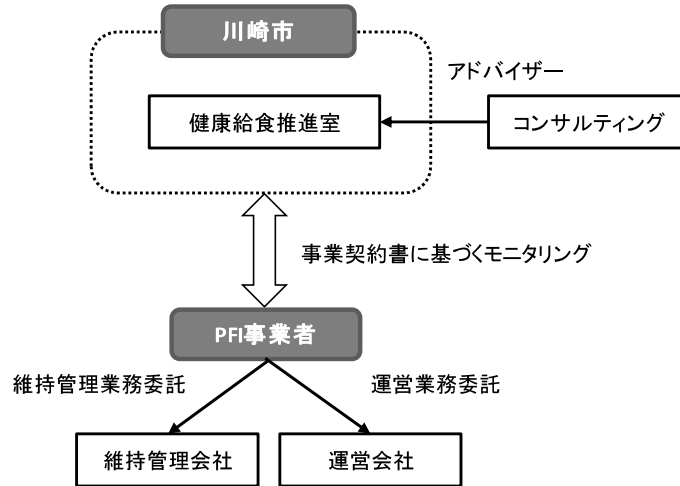 川崎市
アドバイザー
健康給食推進室
コンサルティング
事業契約書に基づくモニタリング
PFI事業者
維持管理業務委託
運営業務委託
維持管理会社
運営会社